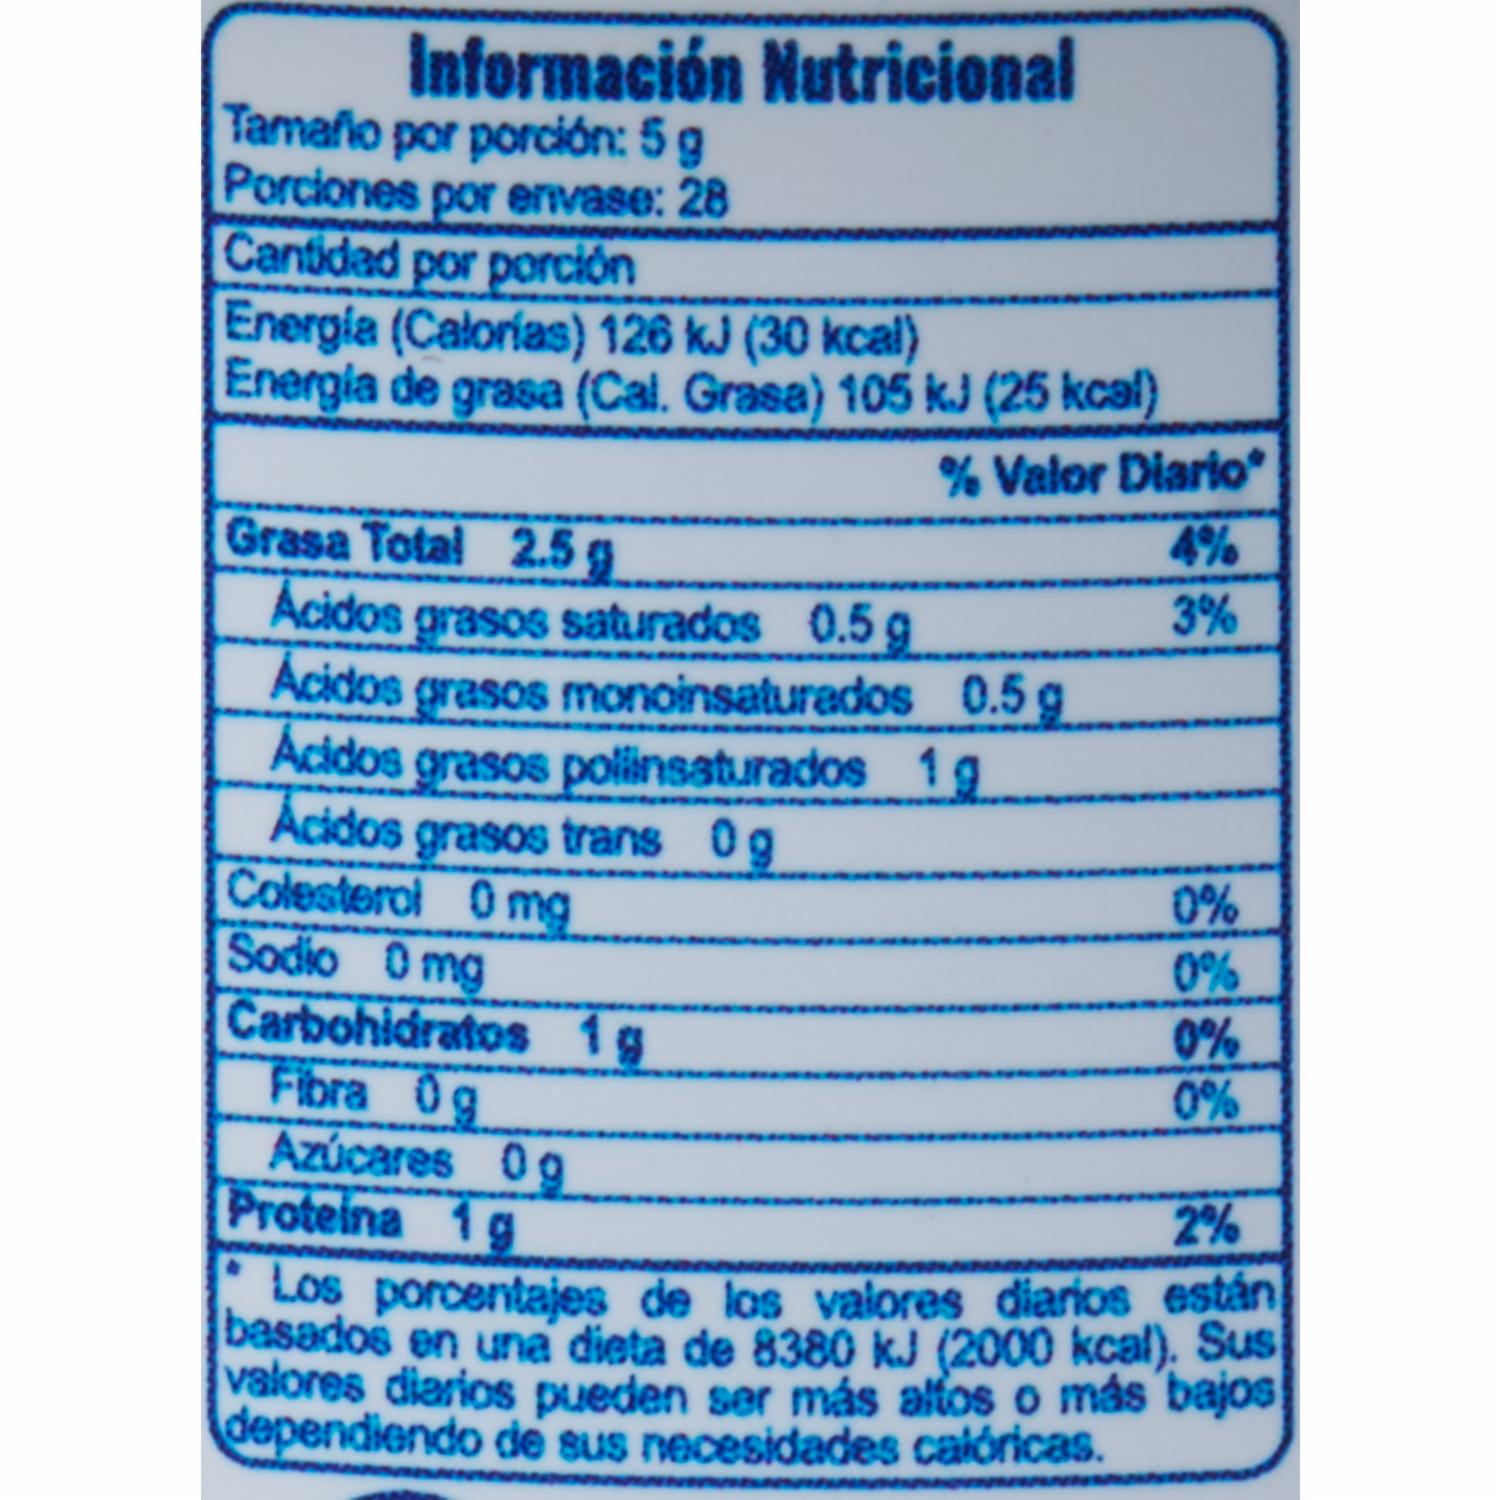 Información Nutricional
Tamaño por porción: 5 g
Porciones por envase: 28
Cantidad por porción
Energía (Calorías) 126 kJ (30 kcal)
Energía de grasa (Cal. Grasa) 105 kJ (25 kcal)
% Valor Diario*
Grasa Total 2.5 g 4%
Ácidos grasos saturados 0.5 g 3%
Ácidos grasos monoinsaturados 0.5 g
Ácidos grasos poliinsaturados 1 g
Ácidos grasos trans 0 g
Colesterol 0 mg 0%
Sodio 0 mg 0%
Carbohidratos 1 g 0%
Fibra 0 g 0%
Azúcares 0 g
Proteína 1 g 2%
* Los porcentajes de los valores diarios están
basados en una dieta de 8380 kJ (2000 kcal). Sus
valores diarios pueden ser más altos o más bajos
dependiendo de sus necesidades calóricas.